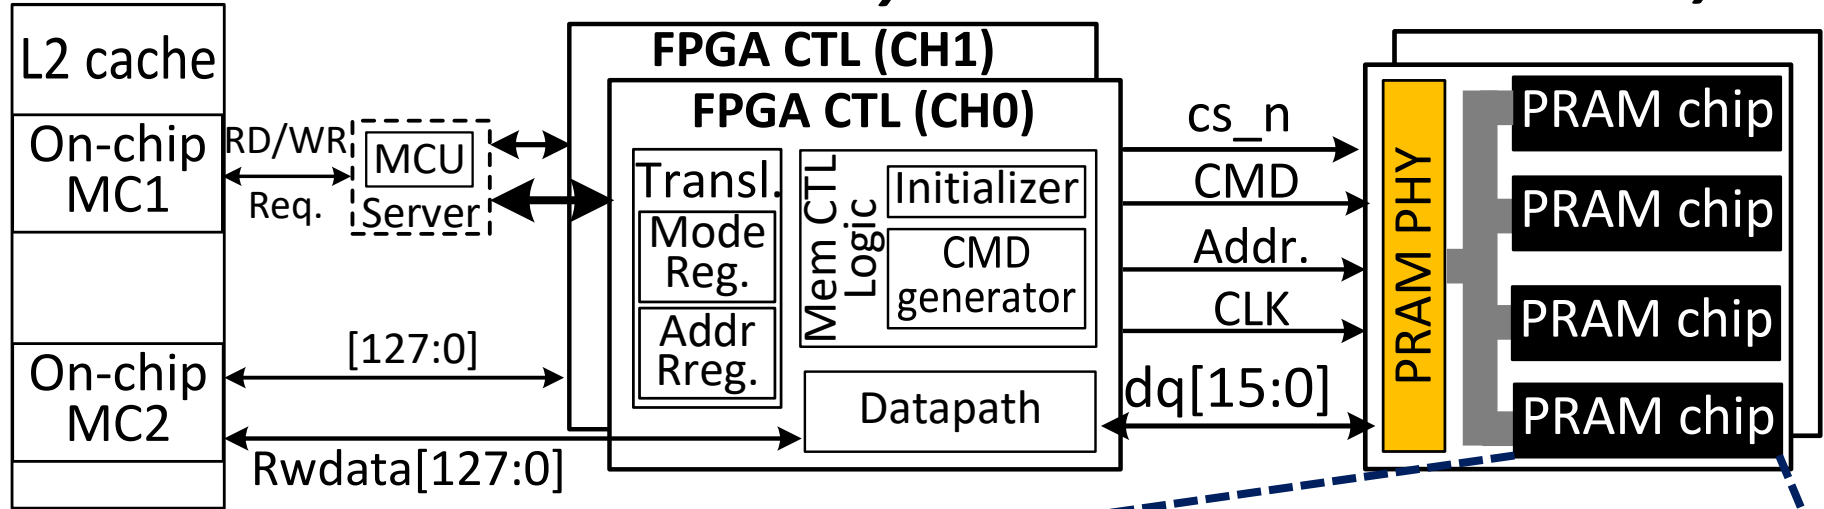 L2 cache
On-chip
MC1
On-chip
MC2
RD/WR
Req.
MCU
Server
[127:0]
Rwdata[127:0]
FPGA CTL (CH1)
FPGA CTL (CH0)
Transl.
Mode
Reg.
Addr
Rreg.
Mem CTL
Logic
Initializer
CMD
generator
Datapath
cs_n
CMD
Addr.
CLK
dq[15:0]
PRAM PHY
PRAM chip
PRAM chip
PRAM chip
PRAM chip